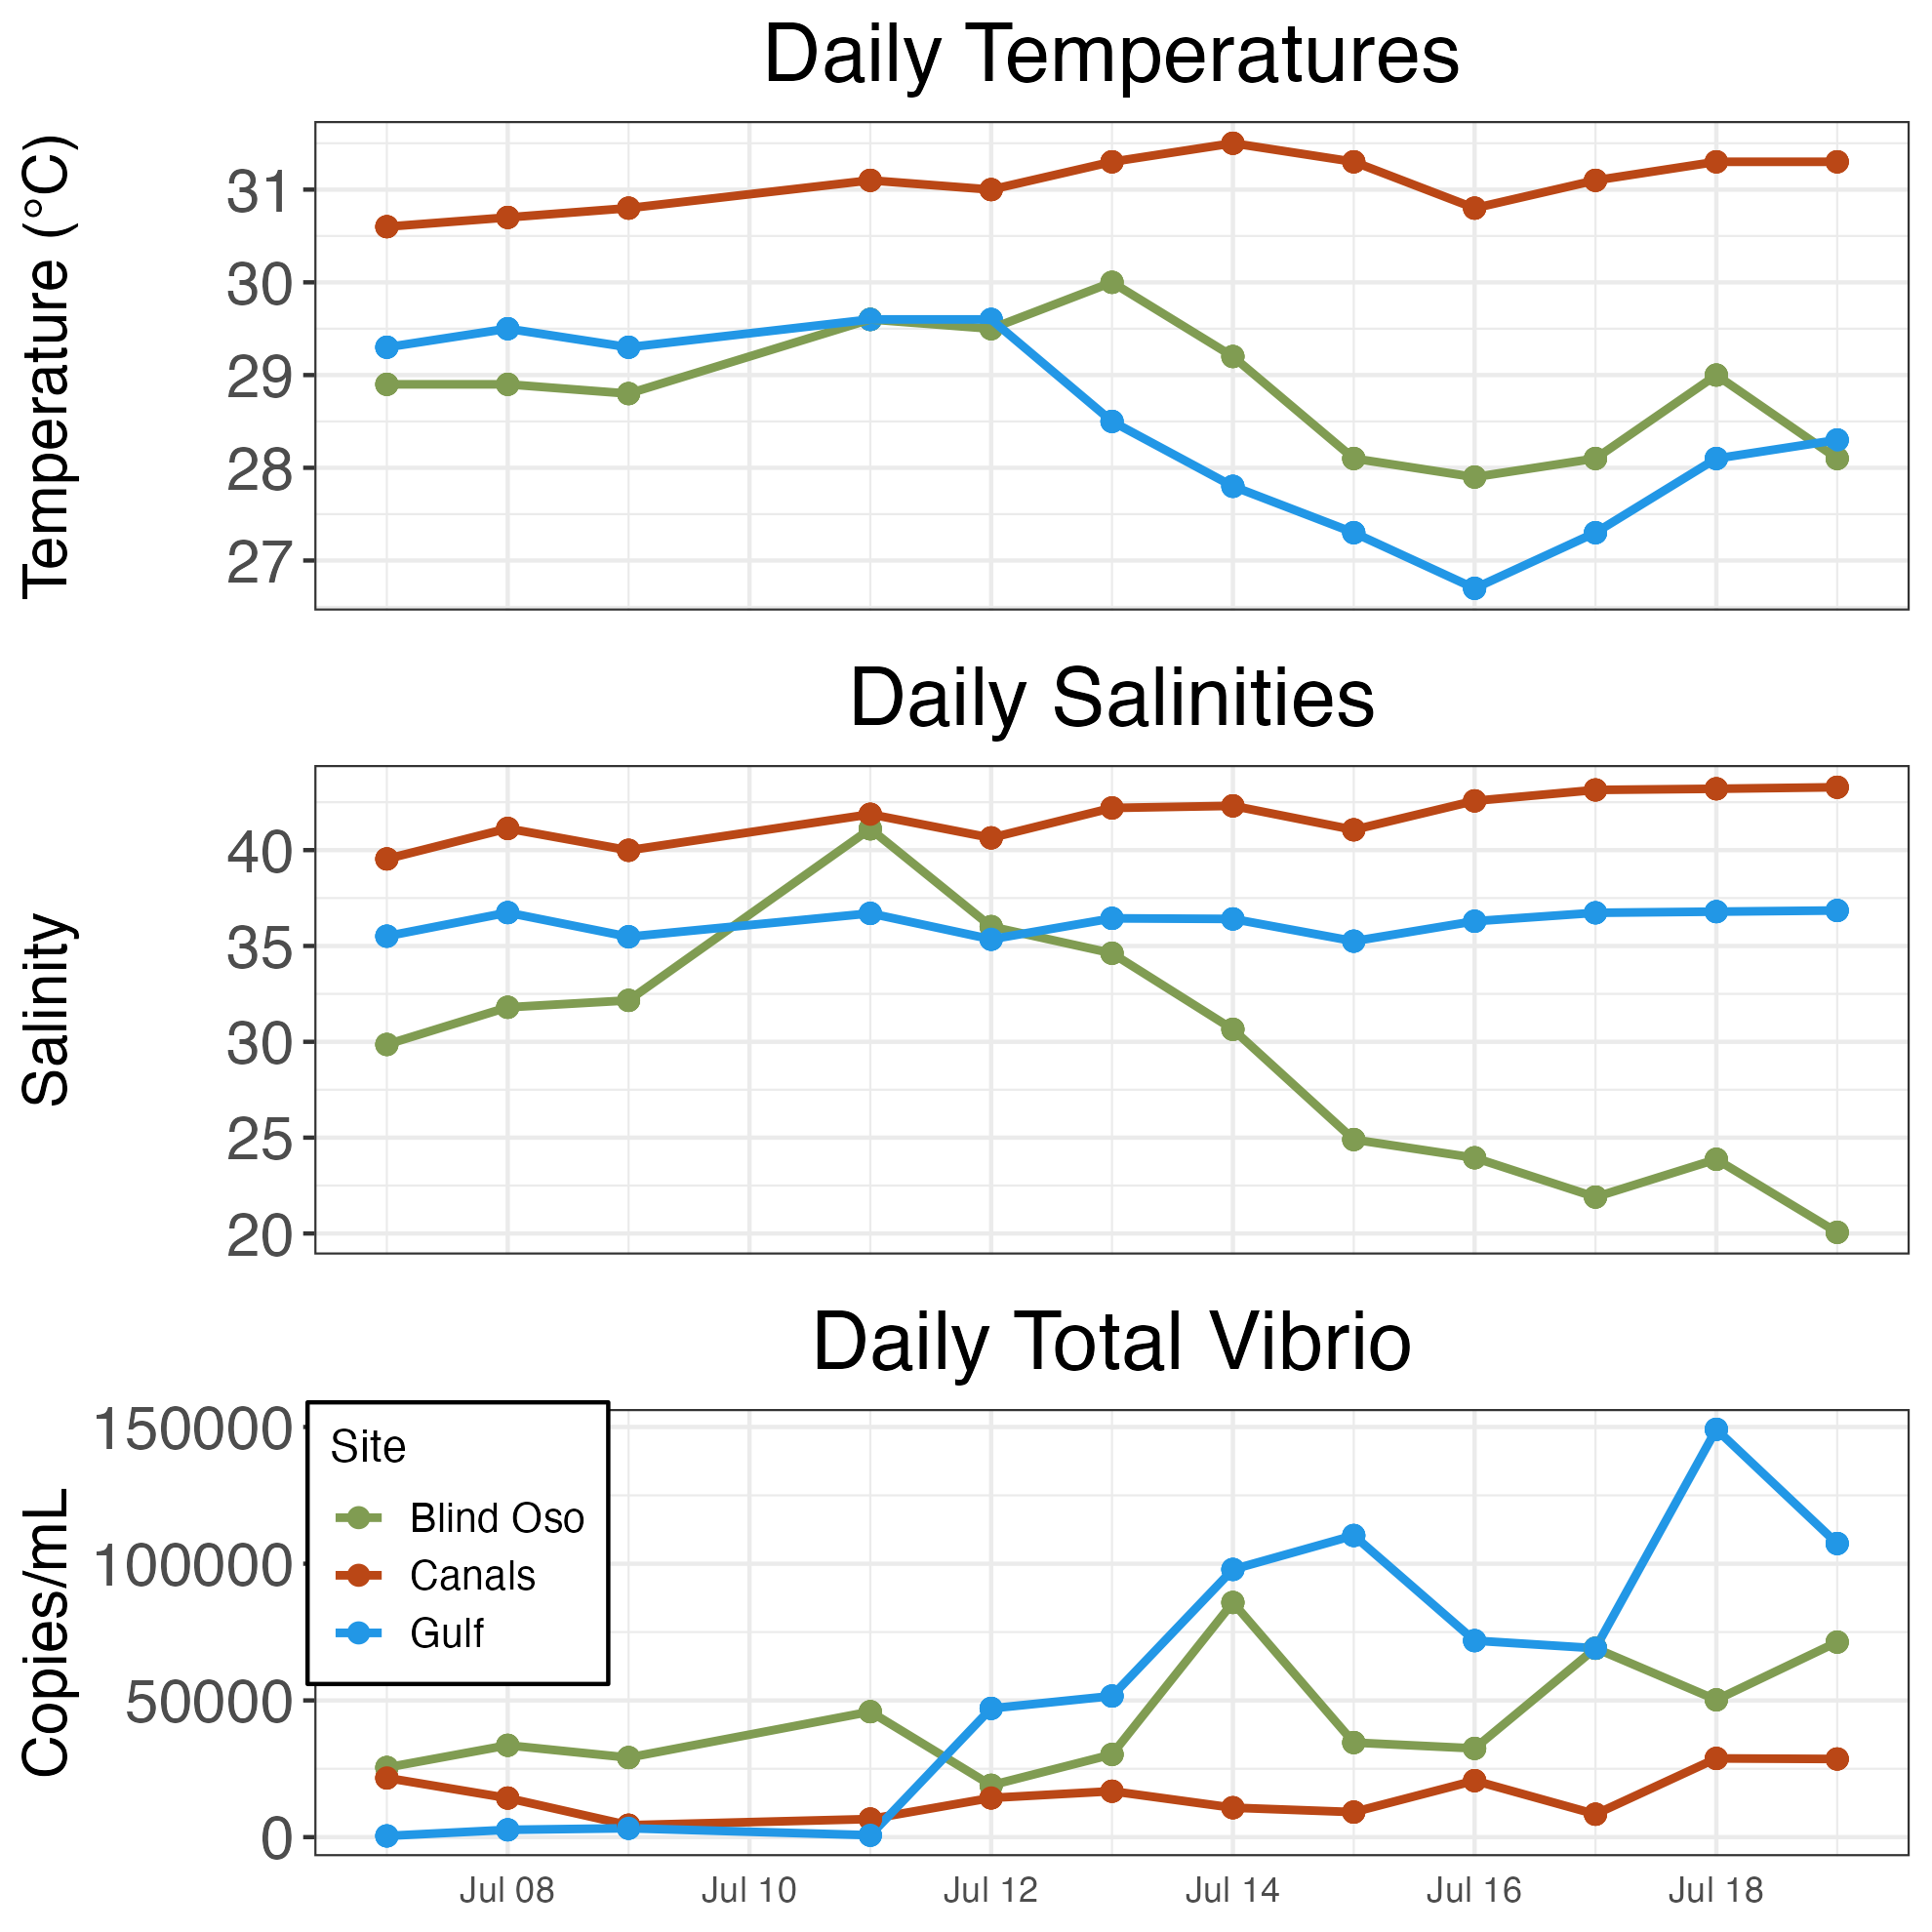 Daily Temperatures
Temperature (°C)
31
30
29
28
27
Daily Salinities
Salinity
40
35
30
25
20
Daily Total Vibrio
Copies/mL
150000
100000
50000
0
Site
Blind Oso
Canals
Gulf
Jul 08 Jul 10 Jul 12 Jul 14 Jul 16 Jul 18